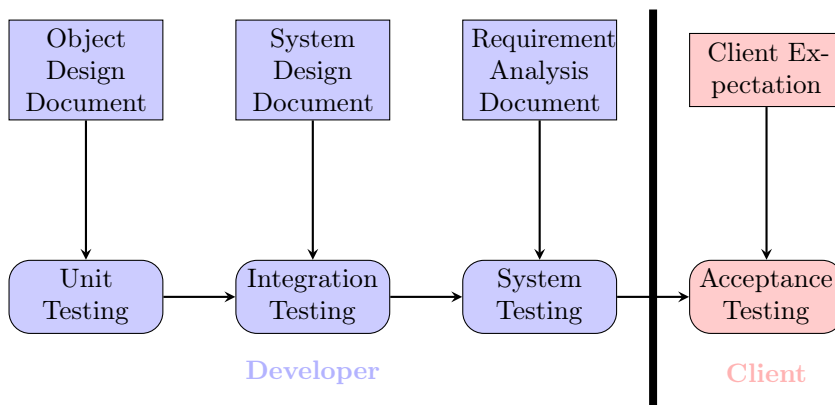 Object
Design
Document
System
Design
Document
Requirement
Analysis
Document
Client Ex-
pectation
Unit
Testing
Integration
Testing
System
Testing
Acceptance
Testing
Developer
Client